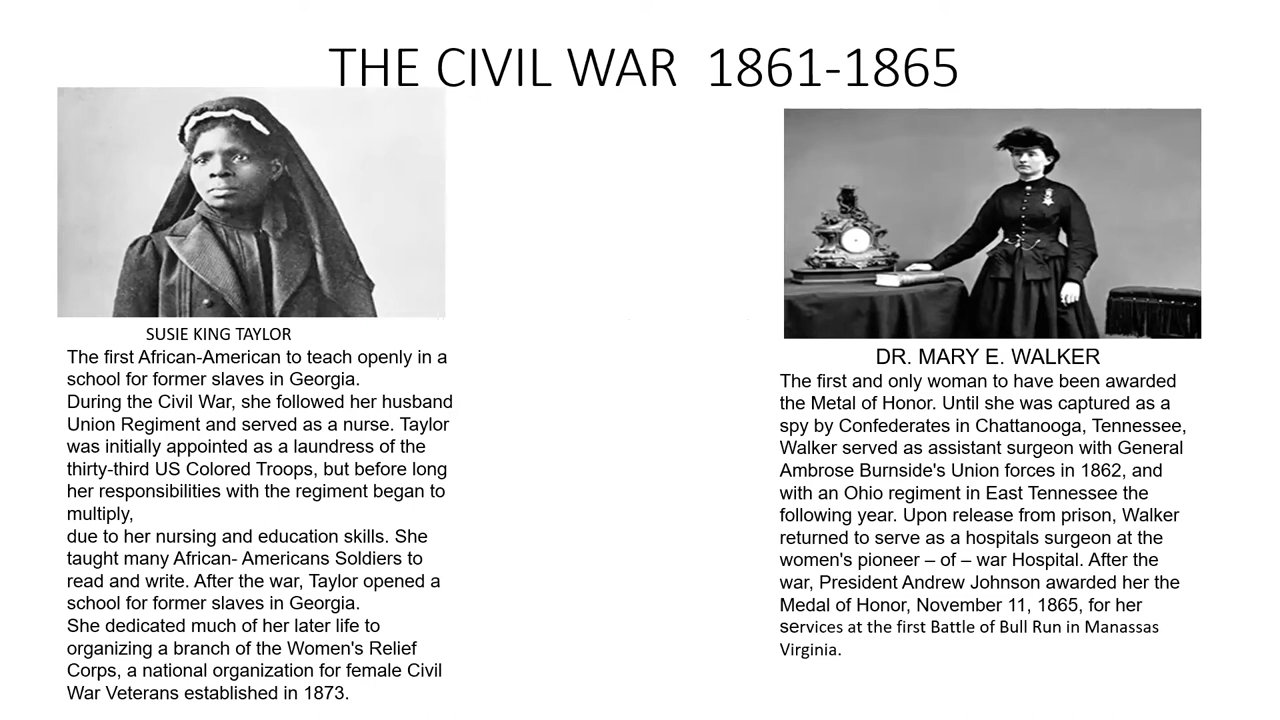 THE CIVIL WAR 1861-1865
SUSIE KING TAYLOR
The first African-American to teach openly in a
school for former slaves in Georgia.
During the Civil War, she followed her husband
Union Regiment and served as a nurse. Taylor
was initially appointed as a laundress of the
thirty-third US Colored Troops, but before long
her responsibilities with the regiment began to
multiply,
due to her nursing and education skills. She
taught many African- Americans Soldiers to
read and write. After the war, Taylor opened a
school for former slaves in Georgia.
She dedicated much of her later life to
organizing a branch of the Women's Relief
Corps, a national organization for female Civil
War Veterans established in 1873.
DR. MARY E. WALKER
The first and only woman to have been awarded
the Metal of Honor. Until she was captured as a
spy by Confederates in Chattanooga, Tennessee,
Walker served as assistant surgeon with General
Ambrose Burnside's Union forces in 1862, and
with an Ohio regiment in East Tennessee the
following year. Upon release from prison, Walker
returned to serve as a hospitals surgeon at the
women's pioneer – of – war Hospital. After the
war, President Andrew Johnson awarded her the
Medal of Honor, November 11, 1865, for her
services at the first Battle of Bull Run in Manassas
Virginia.